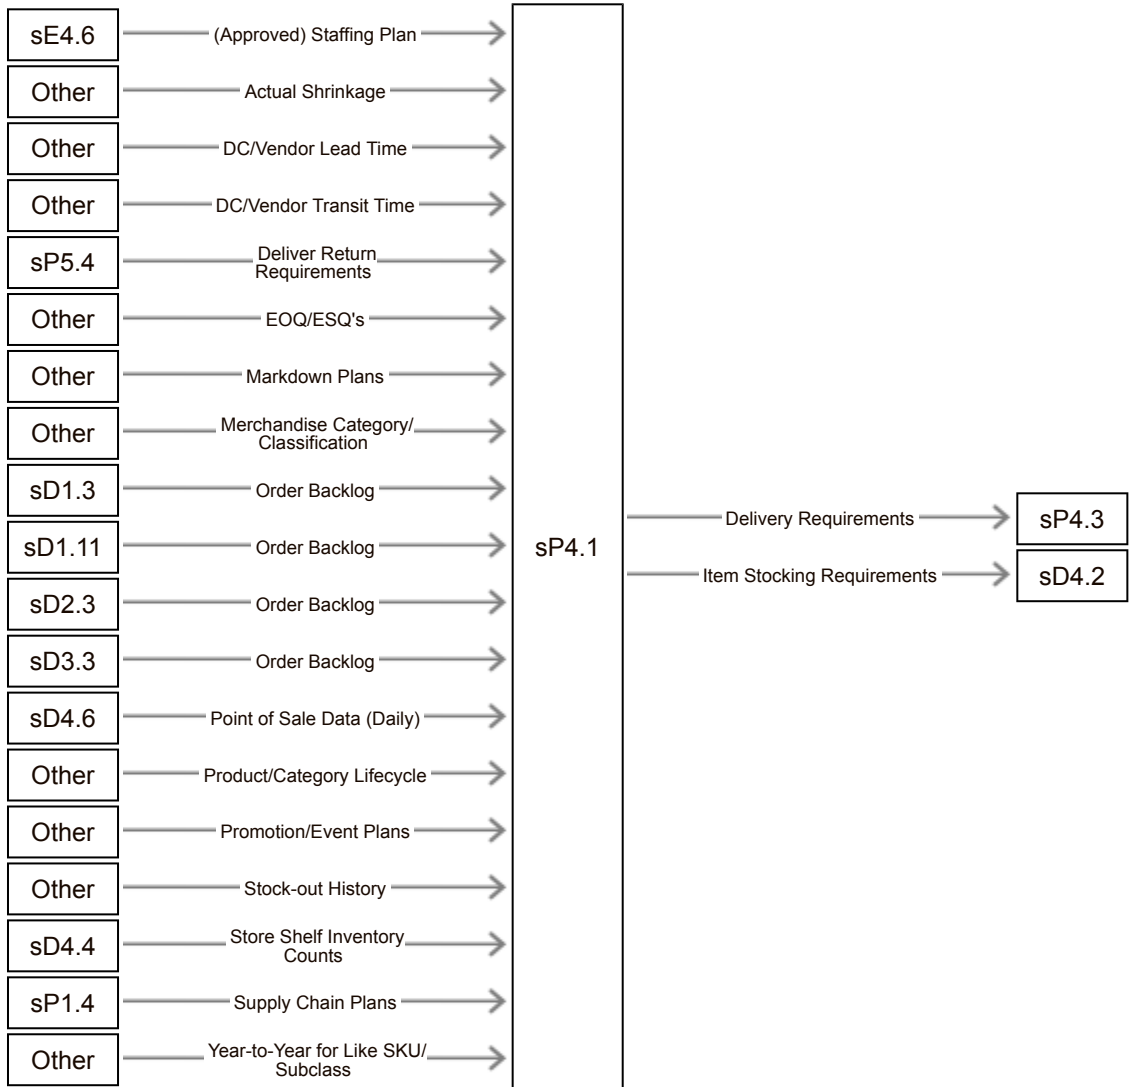 sE4.6 (Approved) Staffing Plan
Other Actual Shrinkage
Other DC/Vendor Lead Time
Other DC/Vendor Transit Time
sP5.4 Deliver Return
Requirements
Other EOQ/ESQ's
Other Markdown Plans
Other Merchandise Category/
Classification
sD1.3 Order Backlog
sD1.11 Order Backlog
sD2.3 Order Backlog
sD3.3 Order Backlog
sD4.6 Point of Sale Data (Daily)
Other Product/Category Lifecycle
Other Promotion/Event Plans
Other Stock-out History
sD4.4 Store Shelf Inventory
Counts
sP1.4 Supply Chain Plans
Other Year-to-Year for Like SKU/
Subclass
sP4.1
Delivery Requirements sP4.3
Item Stocking Requirements sD4.2